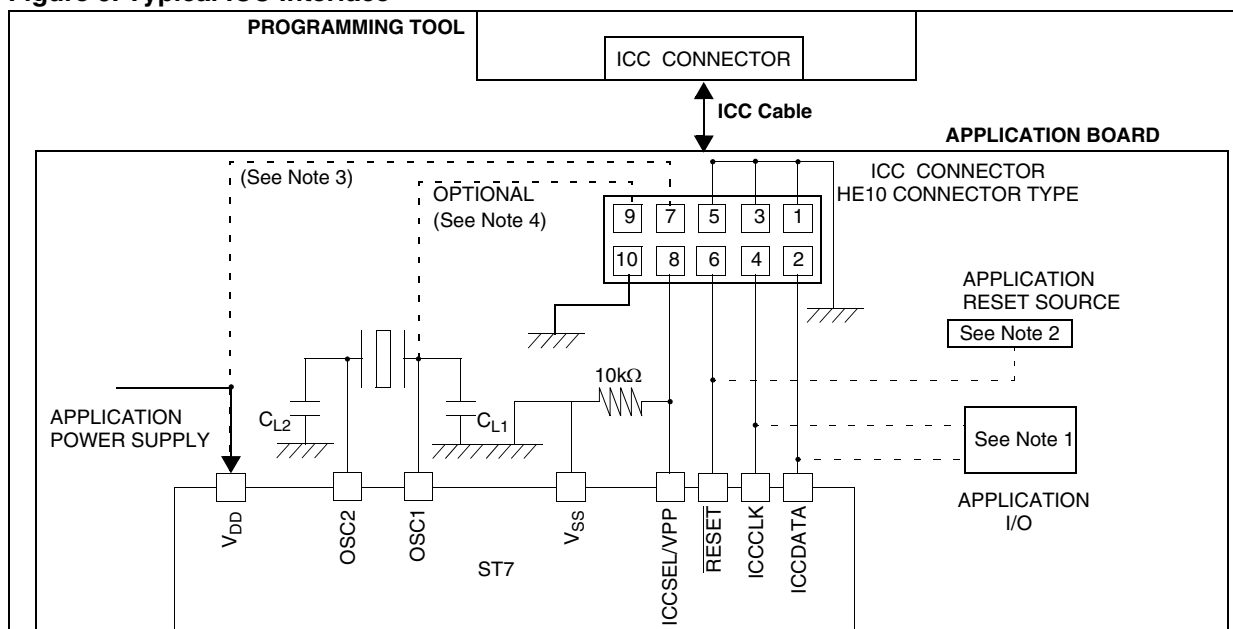 Figure 6. Typical ICC Interface
PROGRAMMING TOOL
ICC CONNECTOR
ICC Cable
APPLICATION BOARD
(See Note 3)
OPTIONAL
(See Note 4)
ICC CONNECTOR
HE10 CONNECTOR TYPE
9 7 5 3 1
10 8 6 4 2
APPLICATION
RESET SOURCE
See Note 2
10kΩ
APPLICATION
POWER SUPPLY
CL2
CL1
See Note 1
APPLICATION
I/O
VDD
OSC2
OSC1
VSS
ICCSEL/VPP
RESET
ICCCLK
ICCDATA
ST7